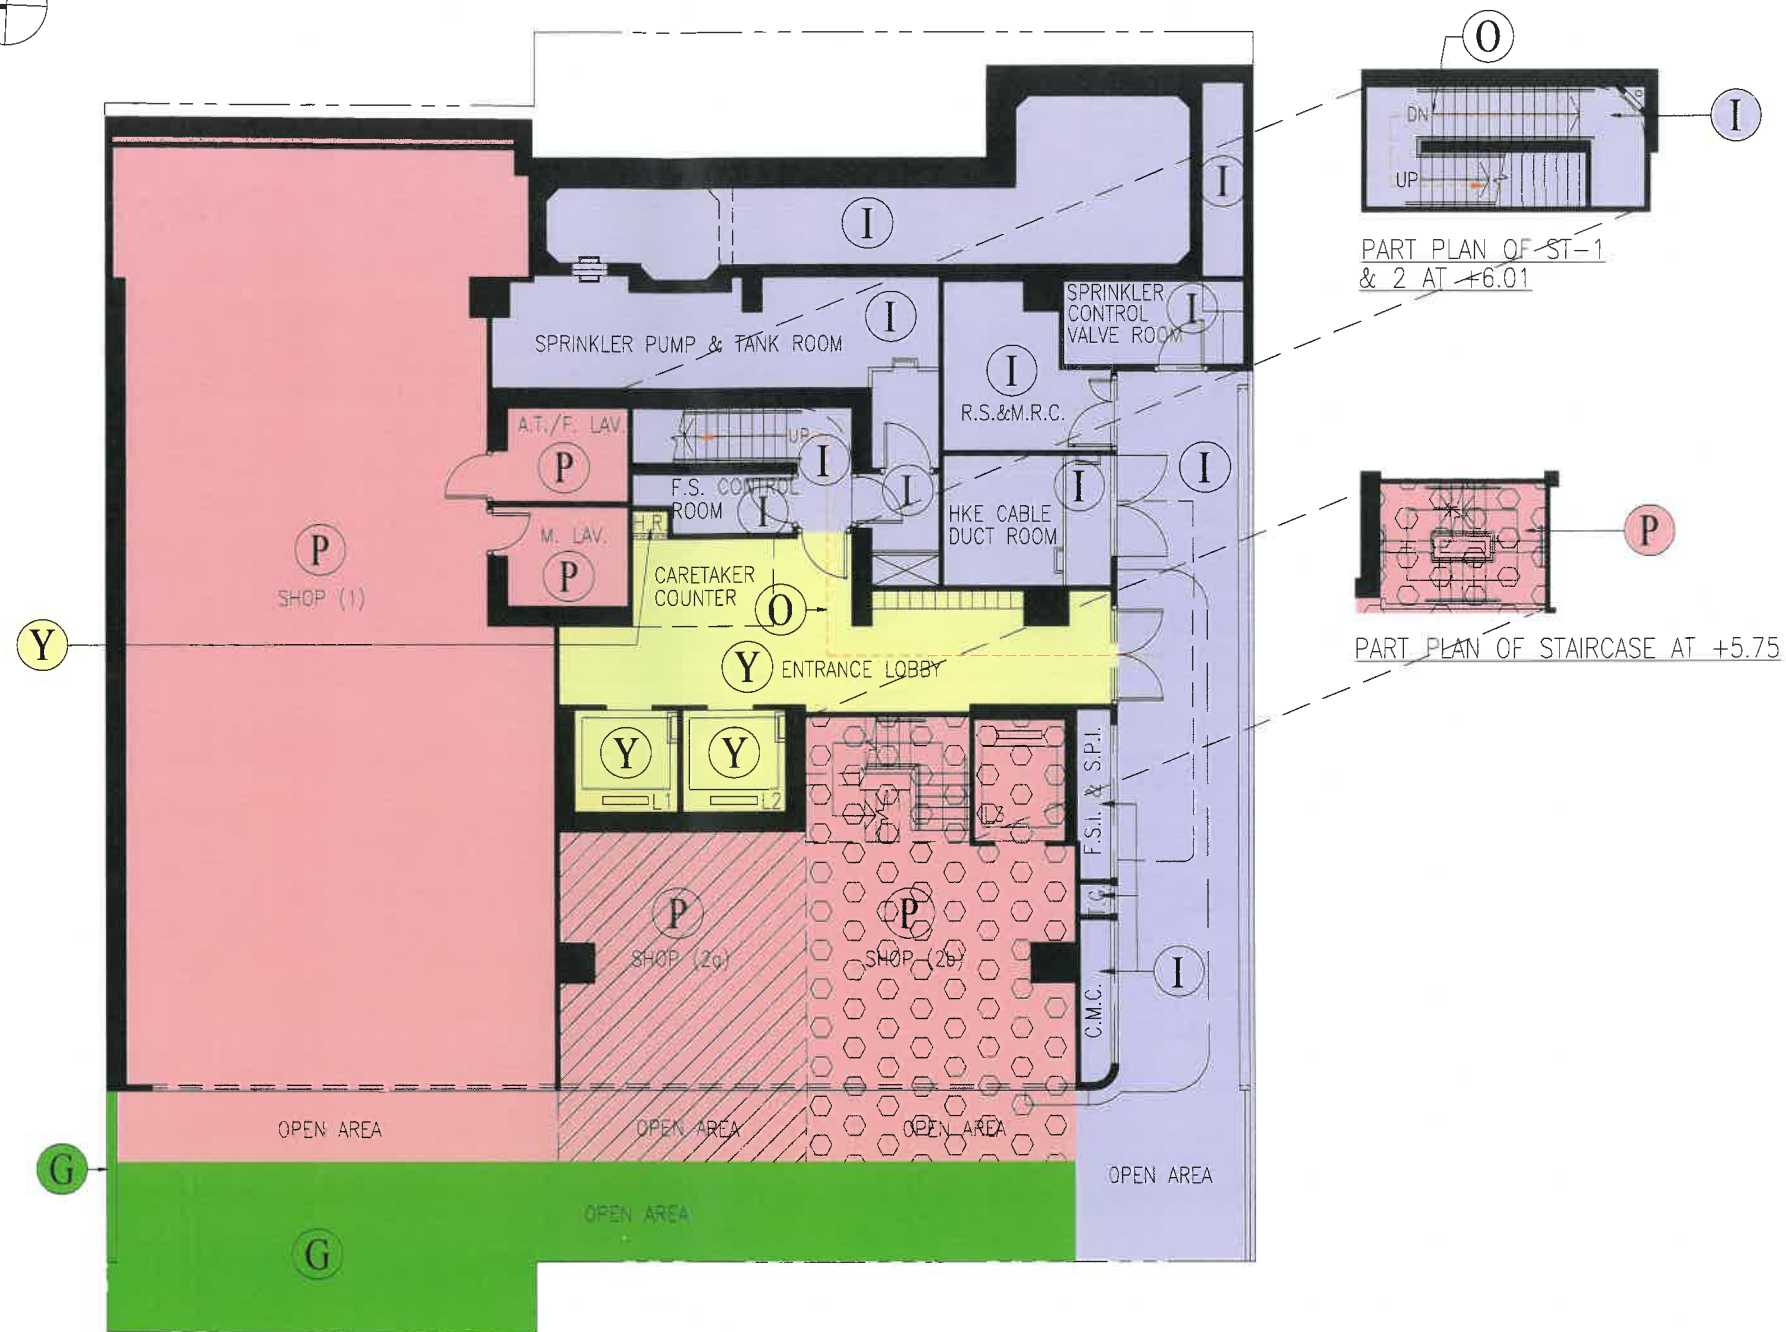 O
DN
I
UP
PART PLAN OF ST-1
& 2 AT +6.01
I
I
SPRINKLER PUMP & TANK ROOM
I
SPRINKLER
CONTROL
VALVE ROOM
I
I
R.S.&M.R.C.
A.T./F. LAV.
P
UP
I
F.S. CONTROL
ROOM
I
I
HKE CABLE
DUCT ROOM
I
I
H.R
M. LAV.
P
P
SHOP (1)
CARETAKER
COUNTER
O
Y
Y
ENTRANCE LOBBY
P
PART PLAN OF STAIRCASE AT +5.75
Y
L1
Y
L2
L3
F.S.I. & S.P.I.
T.C.
C.M.C.
I
P
SHOP (2a)
P
SHOP (2b)
OPEN AREA
OPEN AREA
OPEN AREA
OPEN AREA
G
OPEN AREA
G